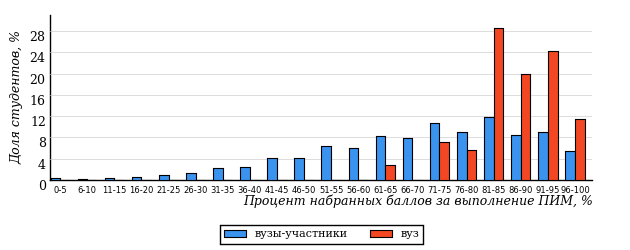 Доля студентов, %
28
24
20
16
12
8
4
0
0-5 6-10 11-15 16-20 21-25 26-30 31-35 36-40 41-45 46-50 51-55 56-60 61-65 66-70 71-75 76-80 81-85 86-90 91-95 96-100
Процент набранных баллов за выполнение ПИМ, %
вузы-участники вуз